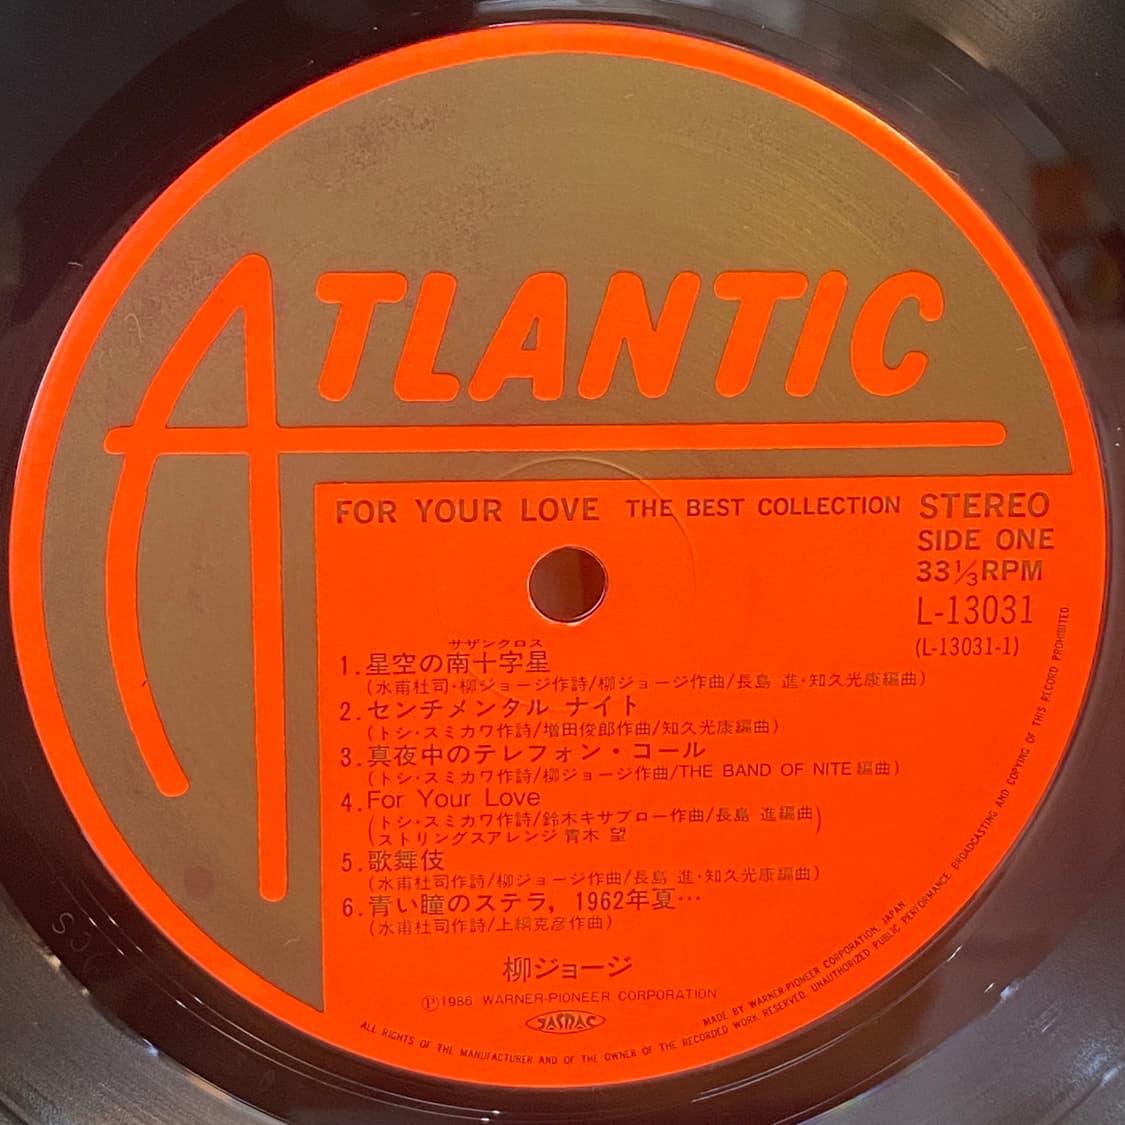 ATLANTIC
FOR YOUR LOVE THE BEST COLLECTION
STEREO
SIDE ONE
33⅓RPM
L-13031
(L-13031-1)
サザンクロス
1.星空の南十字星
(水甫杜司・柳ジョージ作詩/柳ジョージ作曲/長島 進・知久光康編曲)
2.センチメンタル ナイト
(トシ・スミカワ作詩/増田俊郎作曲/知久光康編曲)
3.真夜中のテレフォン・コール
(トシ・スミカワ作詩/柳ジョージ作曲/THE BAND OF NITE編曲)
4.For Your Love
(トシ・スミカワ作詩/鈴木キサブロー作曲/長島 進編曲
ストリングスアレンジ 青木 望)
5.歌舞伎
(水甫杜司作詩/柳ジョージ作曲/長島 進・知久光康編曲)
6.青い瞳のステラ，1962年夏…
(水甫杜司作詩/上綱克彦作曲)
柳ジョージ
Ⓟ1986 WARNER-PIONEER CORPORATION
JASRAC
ALL RIGHTS OF THE MANUFACTURER AND OF THE OWNER OF THE RECORDED WORK RESERVED. UNAUTHORIZED PUBLIC PERFORMANCE, BROADCASTING AND COPYING OF THIS RECORD PROHIBITED.
MADE BY WARNER-PIONEER CORPORATION, JAPAN